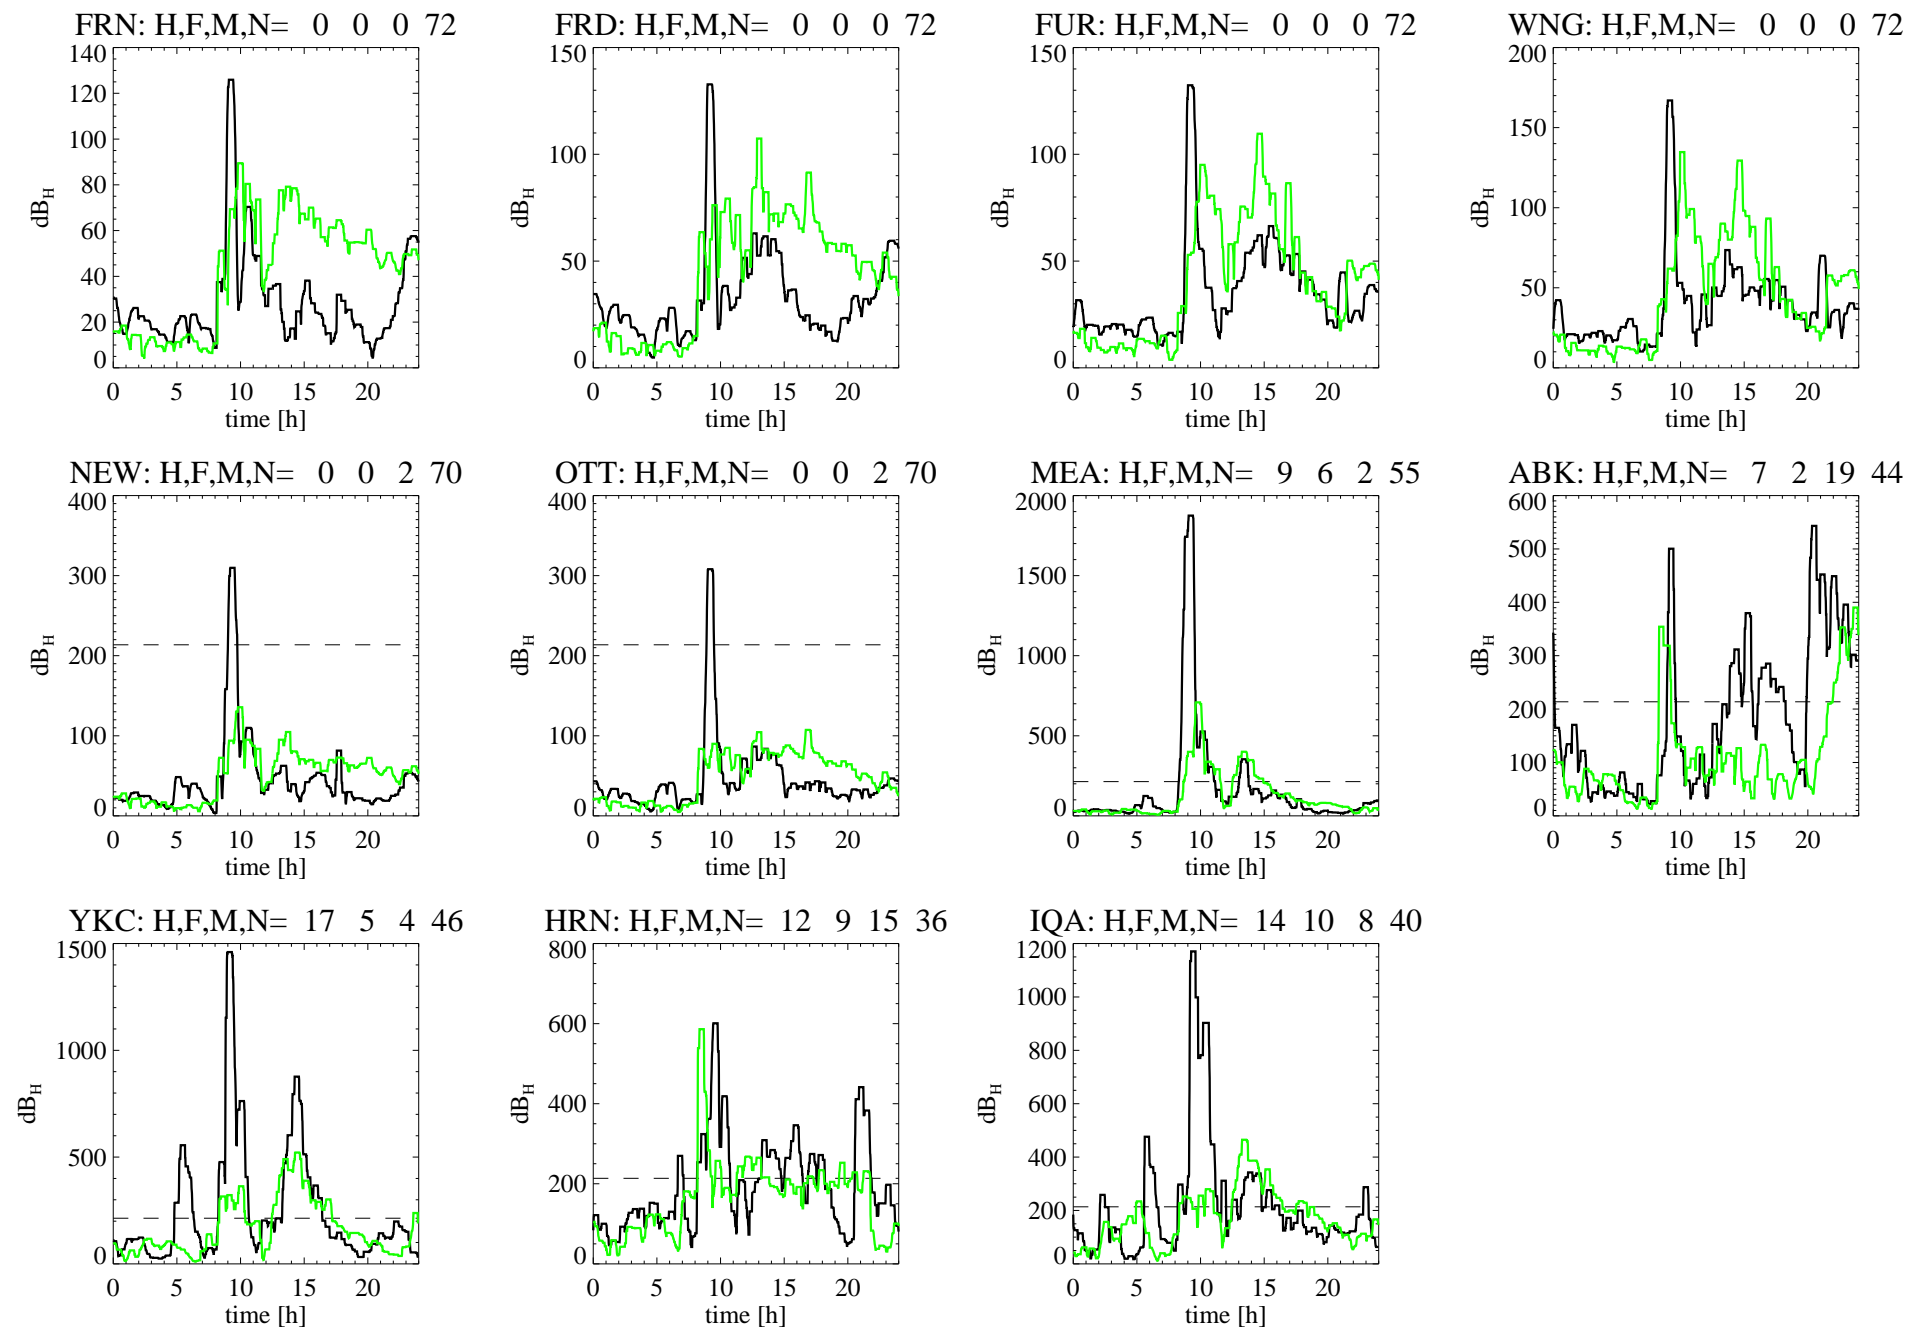 FRN: H,F,M,N= 0 0 0 72
140
120
100
80
60
40
20
0
dB_H
0 5 10 15 20
time [h]
FRD: H,F,M,N= 0 0 0 72
150
100
50
0
dB_H
0 5 10 15 20
time [h]
FUR: H,F,M,N= 0 0 0 72
150
100
50
0
dB_H
0 5 10 15 20
time [h]
WNG: H,F,M,N= 0 0 0 72
200
150
100
50
0
dB_H
0 5 10 15 20
time [h]
NEW: H,F,M,N= 0 0 2 70
400
300
200
100
0
dB_H
0 5 10 15 20
time [h]
OTT: H,F,M,N= 0 0 2 70
400
300
200
100
0
dB_H
0 5 10 15 20
time [h]
MEA: H,F,M,N= 9 6 2 55
2000
1500
1000
500
0
dB_H
0 5 10 15 20
time [h]
ABK: H,F,M,N= 7 2 19 44
600
500
400
300
200
100
0
dB_H
0 5 10 15 20
time [h]
YKC: H,F,M,N= 17 5 4 46
1500
1000
500
0
dB_H
0 5 10 15 20
time [h]
HRN: H,F,M,N= 12 9 15 36
800
600
400
200
0
dB_H
0 5 10 15 20
time [h]
IQA: H,F,M,N= 14 10 8 40
1200
1000
800
600
400
200
0
dB_H
0 5 10 15 20
time [h]